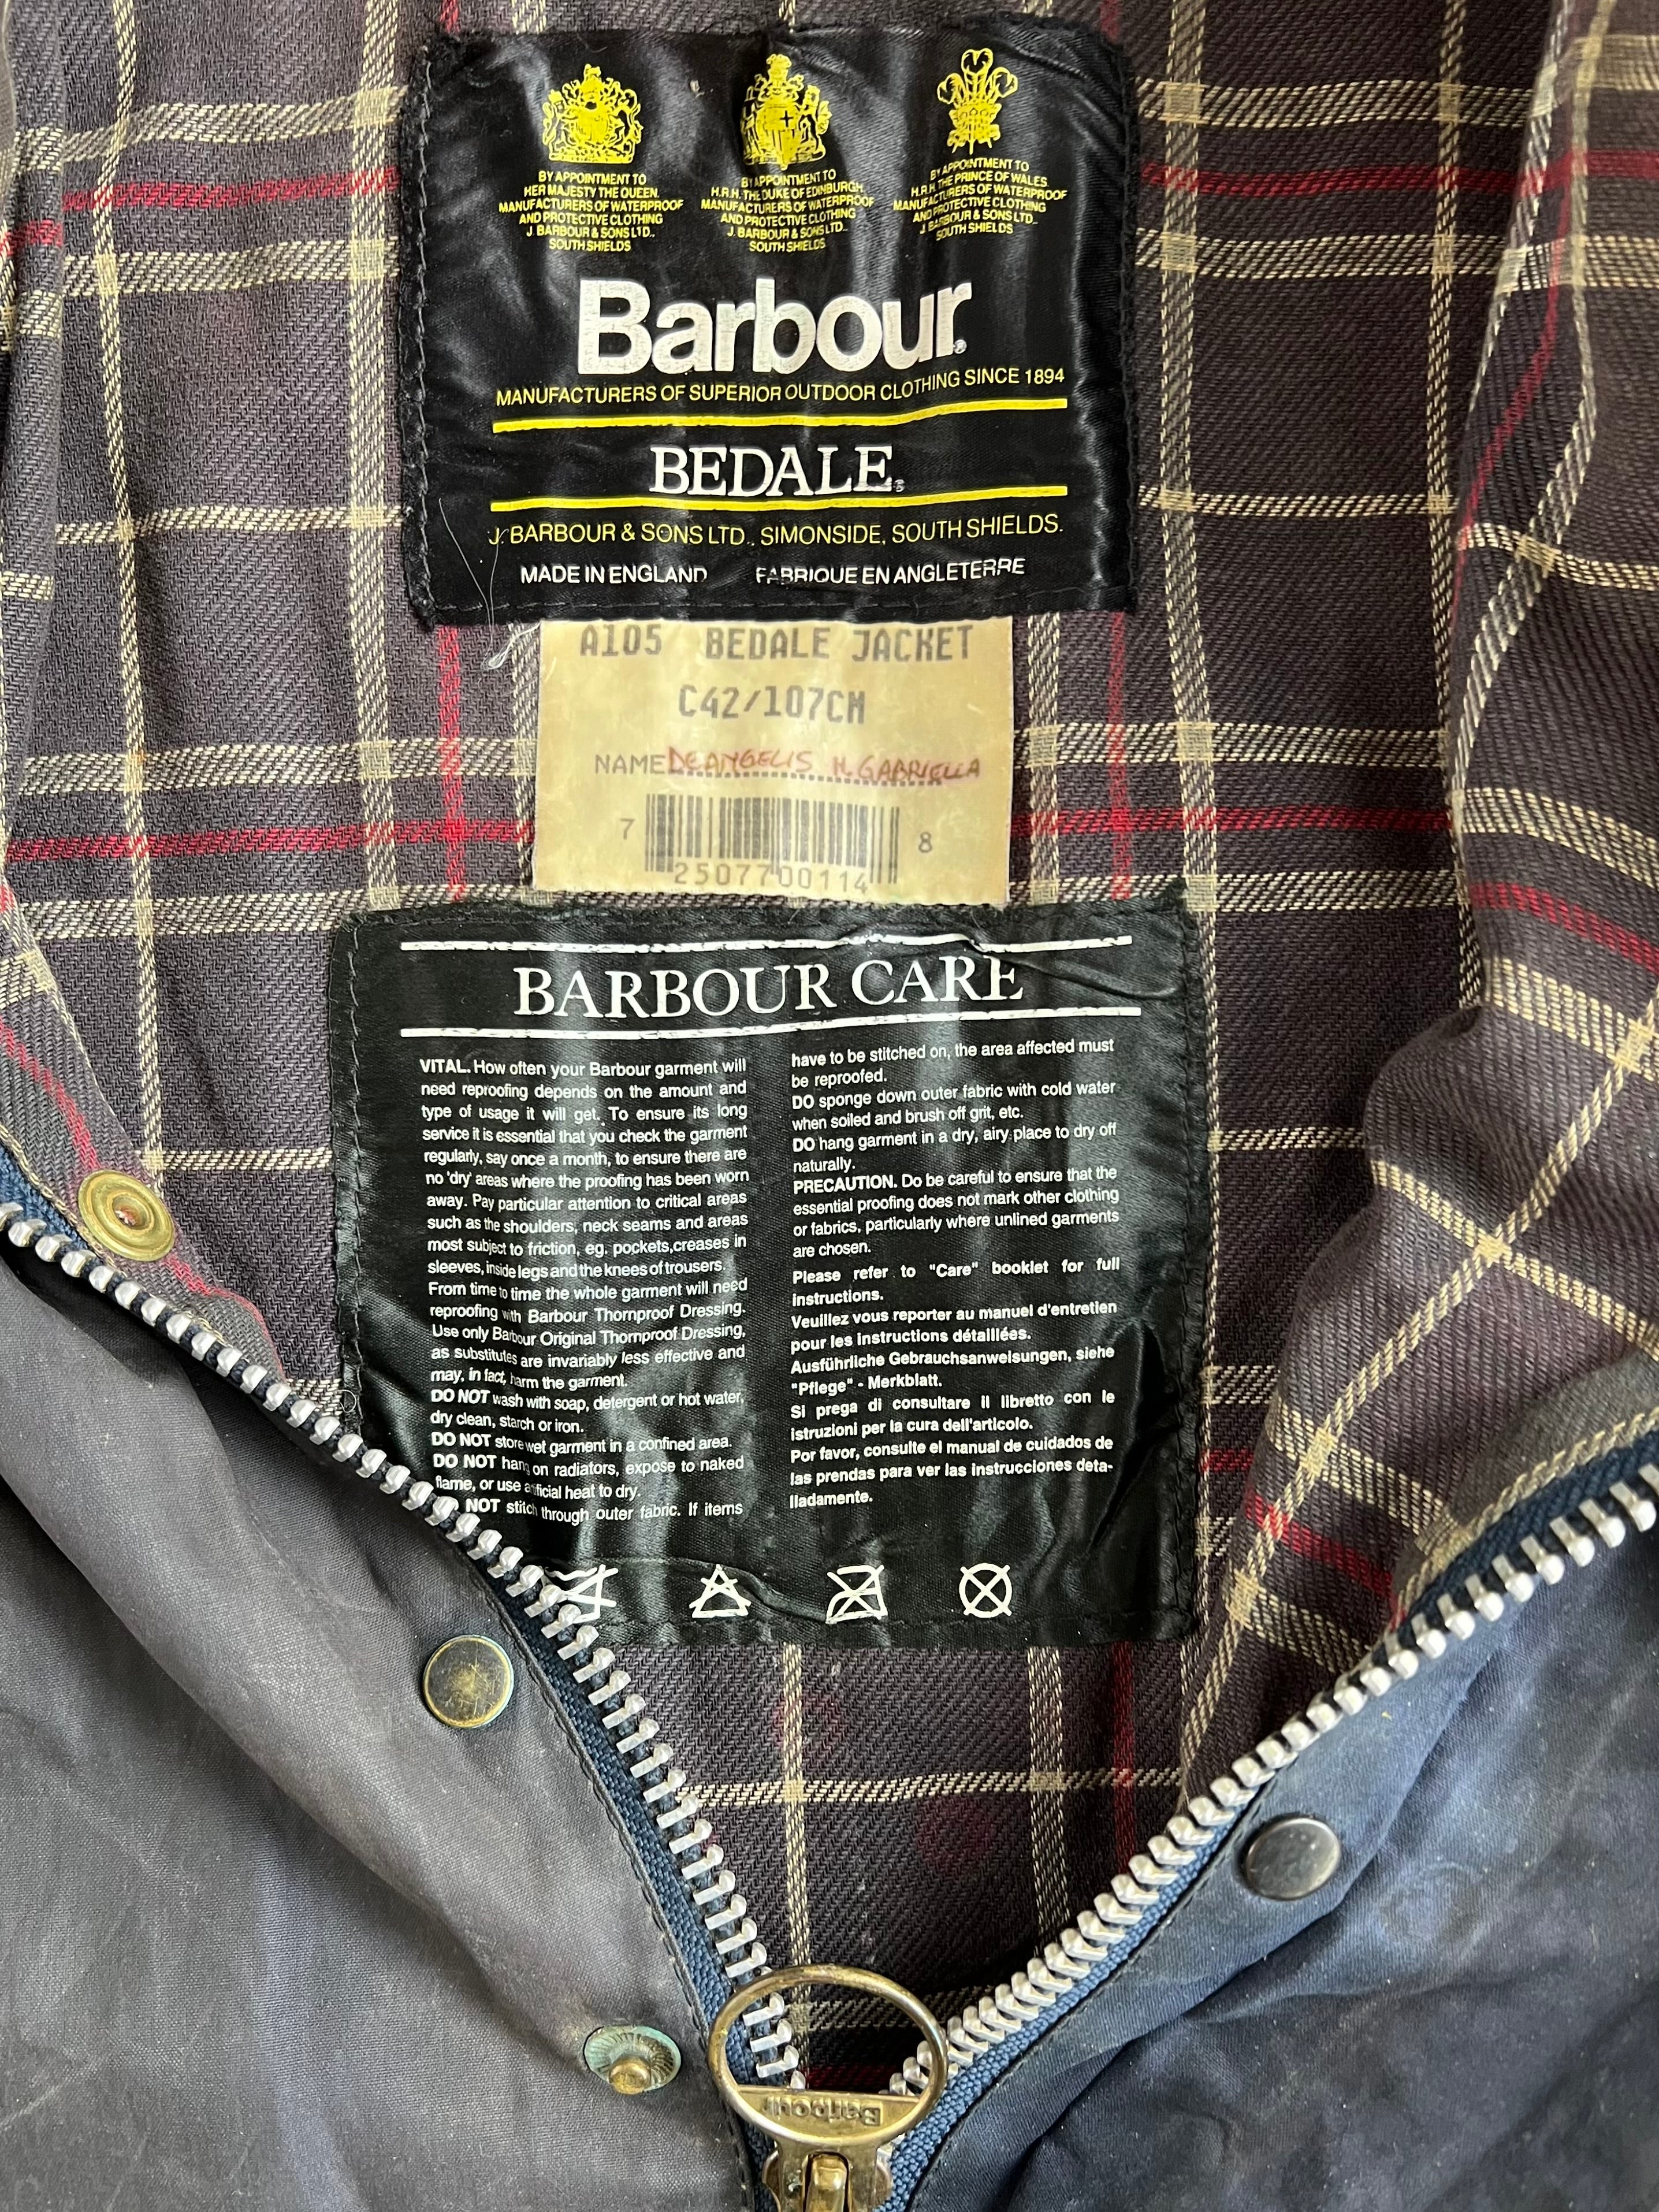 BY APPOINTMENT TO
HER MAJESTY THE QUEEN.
MANUFACTURERS OF WATERPROOF
AND PROTECTIVE CLOTHING
J. BARBOUR & SONS LTD.,
SOUTH SHIELDS
BY APPOINTMENT TO
H.R.H. THE DUKE OF EDINBURGH.
MANUFACTURERS OF WATERPROOF
AND PROTECTIVE CLOTHING
J. BARBOUR & SONS LTD..
SOUTH SHIELDS
BY APPOINTMENT TO
H.R.H. THE PRINCE OF WALES
MANUFACTURERS OF WATERPROOF
AND PROTECTIVE CLOTHING
J. BARBOUR & SONS LTD..
SOUTH SHIELDS
Barbour®
MANUFACTURERS OF SUPERIOR OUTDOOR CLOTHING SINCE 1894
BEDALE®
J. BARBOUR & SONS LTD., SIMONSIDE, SOUTH SHIELDS.
MADE IN ENGLAND FABRIQUE EN ANGLETERRE
A105 BEDALE JACKET
C42/107CM
NAME DEANGELIS M. GABRIELLA
7 25077 00114 8
BARBOUR CARE
VITAL. How often your Barbour garment will
need reproofing depends on the amount and
type of usage it will get. To ensure its long
service it is essential that you check the garment
regularly, say once a month, to ensure there are
no 'dry' areas where the proofing has been worn
away. Pay particular attention to critical areas
such as the shoulders, neck seams and areas
most subject to friction, eg. pockets,creases in
sleeves, inside legs and the knees of trousers.
From time to time the whole garment will need
reproofing with Barbour Thornproof Dressing.
Use only Barbour Original Thornproof Dressing,
as substitutes are invariably less effective and
may, in fact, harm the garment.
DO NOT wash with soap, detergent or hot water,
dry clean, starch or iron.
DO NOT store wet garment in a confined area.
DO NOT hang on radiators, expose to naked
flame, or use artificial heat to dry.
NOT stitch through outer fabric. If items
have to be stitched on, the area affected must
be reproofed.
DO sponge down outer fabric with cold water
when soiled and brush off grit, etc.
DO hang garment in a dry, airy place to dry off
naturally.
PRECAUTION. Do be careful to ensure that the
essential proofing does not mark other clothing
or fabrics, particularly where unlined garments
are chosen.
Please refer to "Care" booklet for full
instructions.
Veuillez vous reporter au manuel d'entretien
pour les instructions détaillées.
Ausführliche Gebrauchsanweisungen, siehe
"Pflege" - Merkblatt.
Si prega di consultare il libretto con le
istruzioni per la cura dell'articolo.
Por favor, consulte el manual de cuidados de
las prendas para ver las instrucciones deta-
lladamente.
Barbour